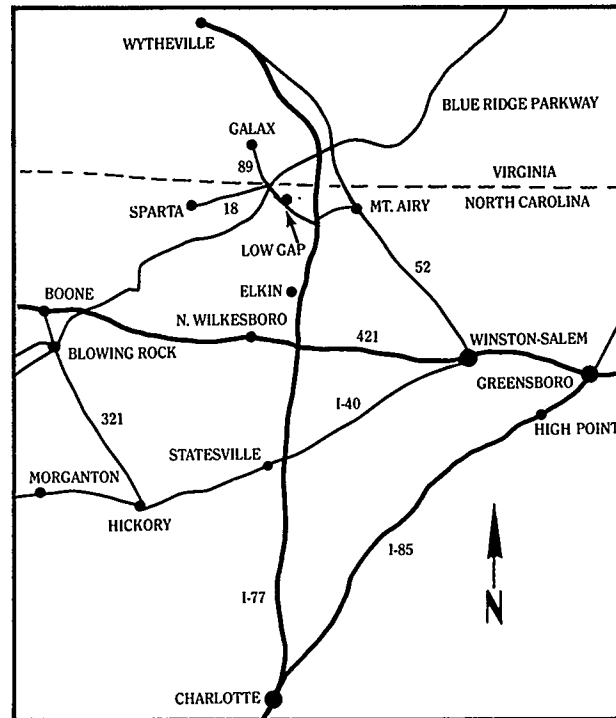 WYTHEVILLE
BLUE RIDGE PARKWAY
GALAX
89
VIRGINIA
NORTH CAROLINA
SPARTA
18
MT. AIRY
LOW GAP
52
ELKIN
BOONE
N. WILKESBORO
421
WINSTON-SALEM
BLOWING ROCK
GREENSBORO
I-40
321
HIGH POINT
STATESVILLE
MORGANTON
HICKORY
I-85
I-77
N
CHARLOTTE